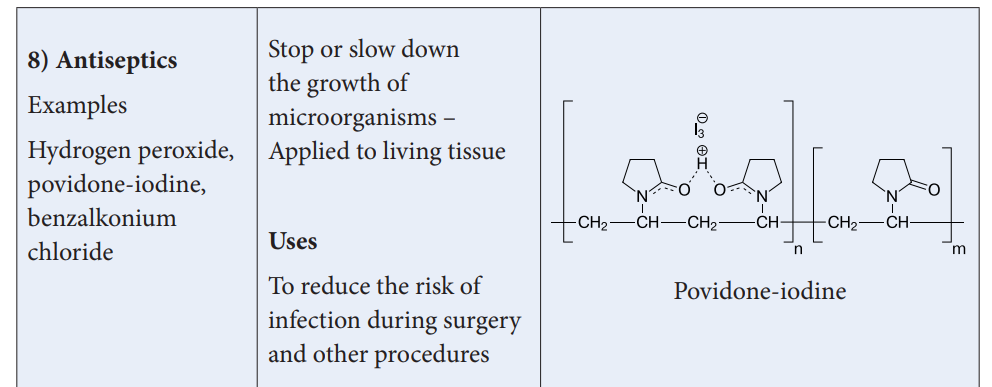 8) Antiseptics
Examples
Hydrogen peroxide,
povidone-iodine,
benzalkonium
chloride
Stop or slow down
the growth of
microorganisms –
Applied to living tissue
Uses
To reduce the risk of
infection during surgery
and other procedures
I3⊖
⊕
H
O O O
N N N
CH2 CH CH2 CH CH2 CH
n m
Povidone-iodine